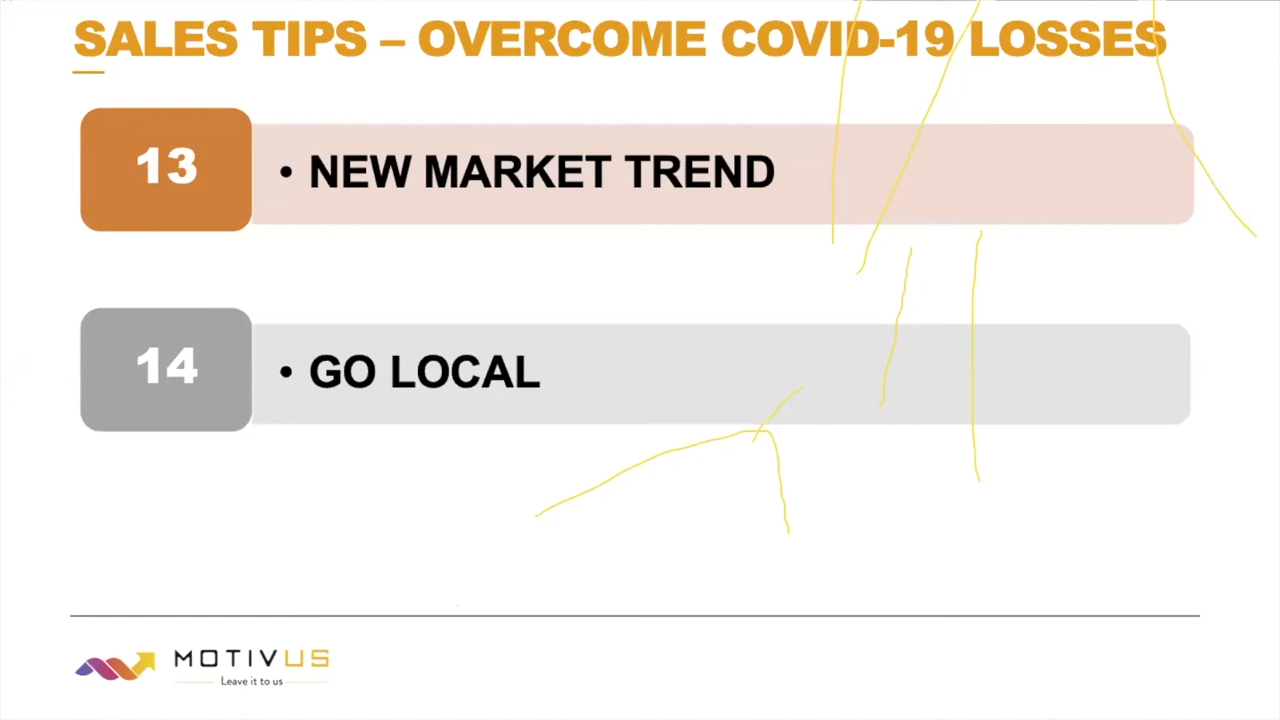 SALES TIPS – OVERCOME COVID-19 LOSSES
13
• NEW MARKET TREND
14
• GO LOCAL
MOTIVUS
Leave it to us